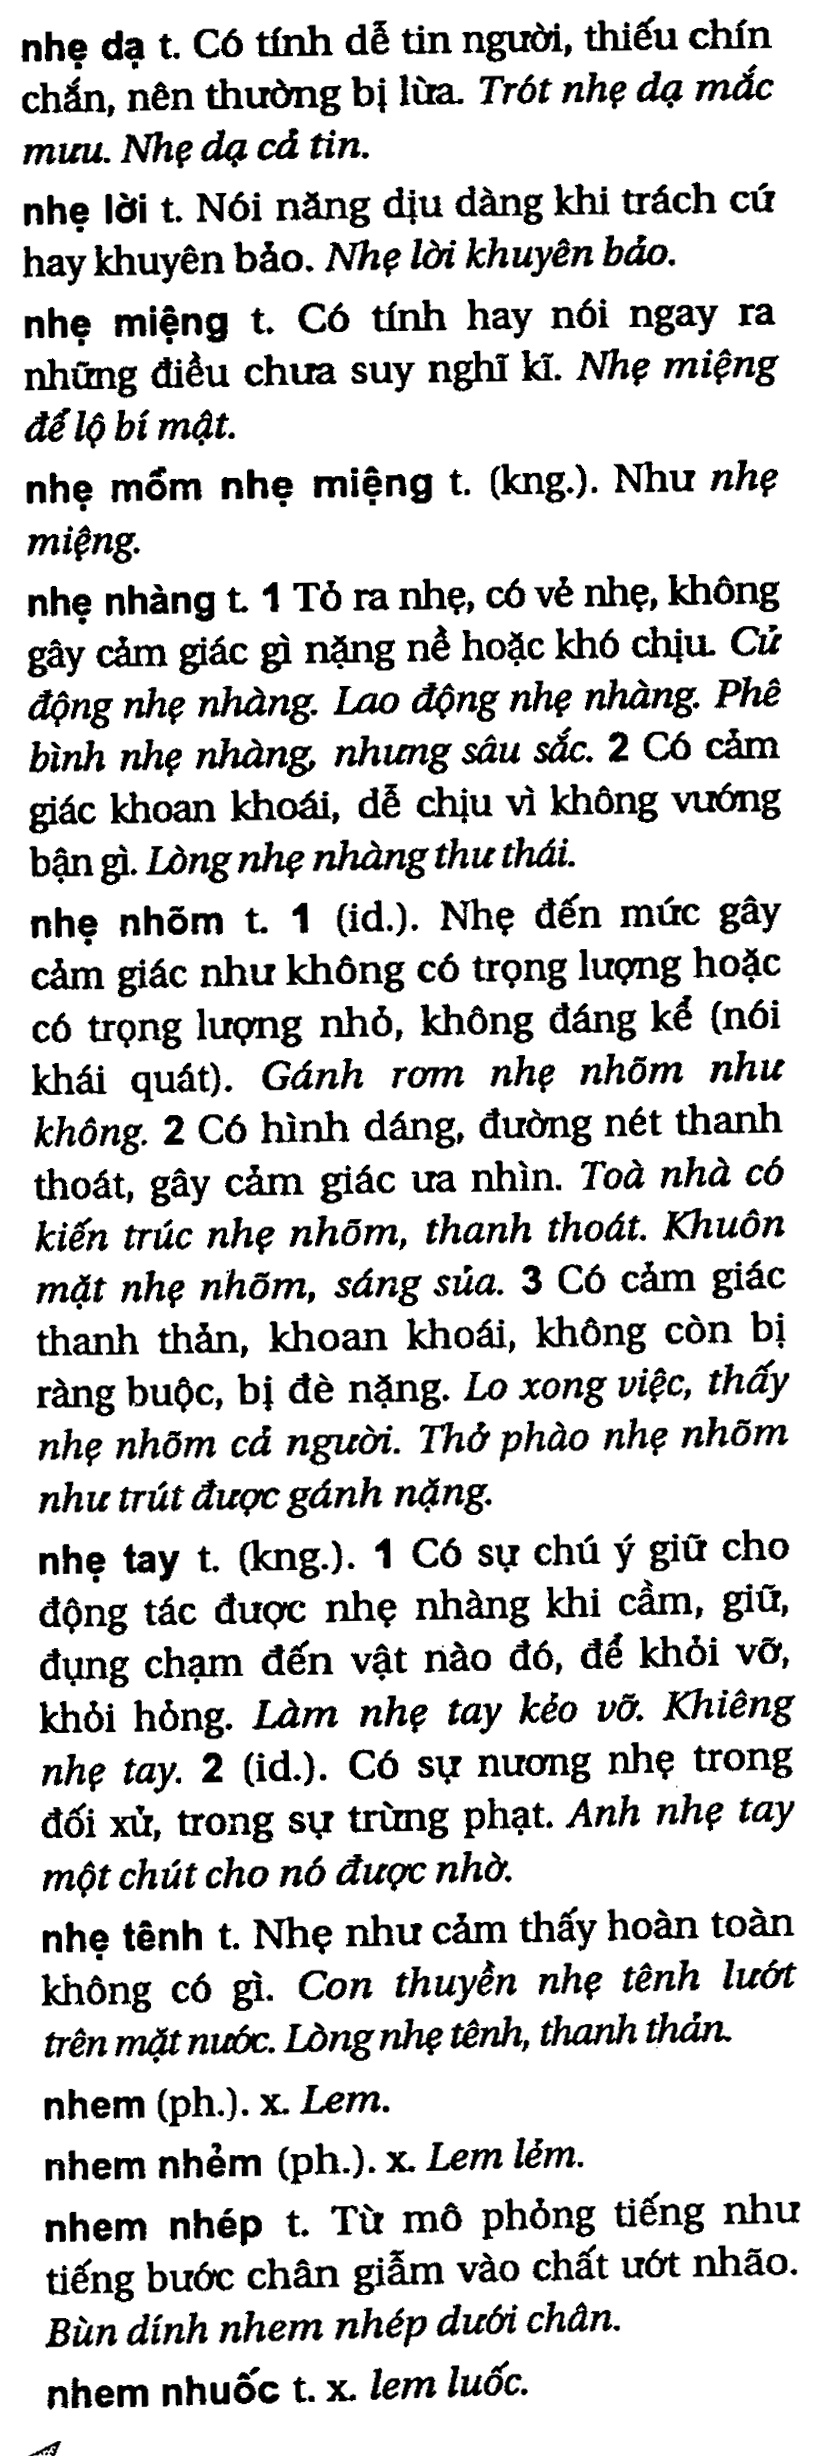 nhẹ dạ t. Có tính dễ tin người, thiếu chín
chắn, nên thường bị lừa. Trót nhẹ dạ mắc
mưu. Nhẹ dạ cả tin.
nhẹ lời t. Nói năng dịu dàng khi trách cứ
hay khuyên bảo. Nhẹ lời khuyên bảo.
nhẹ miệng t. Có tính hay nói ngay ra
những điều chưa suy nghĩ kĩ. Nhẹ miệng
để lộ bí mật.
nhẹ mồm nhẹ miệng t. (kng.). Như nhẹ
miệng.
nhẹ nhàng t. 1 Tỏ ra nhẹ, có vẻ nhẹ, không
gây cảm giác gì nặng nề hoặc khó chịu. Cử
động nhẹ nhàng. Lao động nhẹ nhàng. Phê
bình nhẹ nhàng, nhưng sâu sắc. 2 Có cảm
giác khoan khoái, dễ chịu vì không vướng
bận gì. Lòng nhẹ nhàng thư thái.
nhẹ nhõm t. 1 (id.). Nhẹ đến mức gây
cảm giác như không có trọng lượng hoặc
có trọng lượng nhỏ, không đáng kể (nói
khái quát). Gánh rơm nhẹ nhõm như
không. 2 Có hình dáng, đường nét thanh
thoát, gây cảm giác ưa nhìn. Toà nhà có
kiến trúc nhẹ nhõm, thanh thoát. Khuôn
mặt nhẹ nhõm, sáng sủa. 3 Có cảm giác
thanh thản, khoan khoái, không còn bị
ràng buộc, bị đè nặng. Lo xong việc, thấy
nhẹ nhõm cả người. Thở phào nhẹ nhõm
như trút được gánh nặng.
nhẹ tay t. (kng.). 1 Có sự chú ý giữ cho
động tác được nhẹ nhàng khi cầm, giữ,
đụng chạm đến vật nào đó, để khỏi vỡ,
khỏi hỏng. Làm nhẹ tay kẻo vỡ. Khiêng
nhẹ tay. 2 (id.). Có sự nương nhẹ trong
đối xử, trong sự trừng phạt. Anh nhẹ tay
một chút cho nó được nhờ.
nhẹ tênh t. Nhẹ như cảm thấy hoàn toàn
không có gì. Con thuyền nhẹ tênh lướt
trên mặt nước. Lòng nhẹ tênh, thanh thản.
nhem (ph.). x. Lem.
nhem nhẻm (ph.). x. Lem lẻm.
nhem nhép t. Từ mô phỏng tiếng như
tiếng bước chân giẫm vào chất ướt nhão.
Bùn dính nhem nhép dưới chân.
nhem nhuốc t. x. lem luốc.